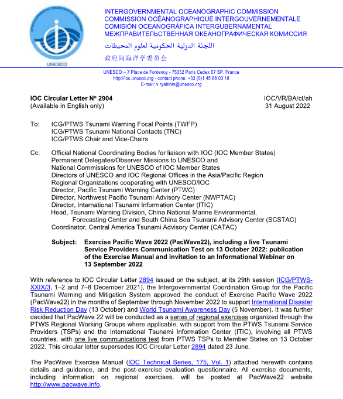 INTERGOVERNMENTAL OCEANOGRAPHIC COMMISSION
COMMISSION OCÉANOGRAPHIQUE INTERGOUVERNEMENTALE
COMISIÓN OCEANOGRÁFICA INTERGUBERNAMENTAL
МЕЖПРАВИТЕЛЬСТВЕННАЯ ОКЕАНОГРАФИЧЕСКАЯ КОМИССИЯ
اللجنة الدولية الحكومية لعلوم المحيطات
政府间海洋学委员会
UNESCO
UNESCO – 7 Place de Fontenoy - 75352 Paris Cedex 07 SP, France
http://ioc.unesco.org - contact phone: +33 (0)1 45 68 03 18
E-mail: v.ryabinin@unesco.org
IOC Circular Letter N° 2904
IOC/VR/BA/ct/ah
(Available in English only)
31 August 2022
To: ICG/PTWS Tsunami Warning Focal Points (TWFP)
ICG/PTWS Tsunami National Contacts (TNC)
ICG/PTWS Chair and Vice-Chairs
Cc: Official National Coordinating Bodies for liaison with IOC (IOC Member States)
Permanent Delegates/Observer Missions to UNESCO and
National Commissions for UNESCO of IOC Member States
Directors of UNESCO and IOC Regional Offices in the Asia/Pacific Region
Regional Organizations cooperating with UNESCO/IOC
Director, Pacific Tsunami Warning Center (PTWC)
Director, Northwest Pacific Tsunami Advisory Center (NWPTAC)
Director, International Tsunami Information Center (ITIC)
Head, Tsunami Warning Division, China National Marine Environmental,
Forecasting Center and South China Sea Tsunami Advisory Center (SCSTAC)
Coordinator, Central America Tsunami Advisory Center (CATAC)
Subject: Exercise Pacific Wave 2022 (PacWave22), including a live Tsunami
Service Providers Communication Test on 13 October 2022: publication
of the Exercise Manual and invitation to an Informational Webinar on
13 September 2022
With reference to IOC Circular Letter 2894 issued on the subject, at its 29th session (ICG/PTWS-
XXIX/3, 1–2 and 7–8 December 2021), the Intergovernmental Coordination Group for the Pacific
Tsunami Warning and Mitigation System approved the conduct of Exercise Pacific Wave 22
(PacWave22) in the months of September through November 2022 to support International Disaster
Risk Reduction Day (13 October) and World Tsunami Awareness Day (5 November). It was further
decided that PacWave 22 will be conducted as a series of regional exercises organized through the
PTWS Regional Working Groups where applicable, with support from the PTWS Tsunami Service
Providers (TSPs) and the International Tsunami Information Center (ITIC), involving all PTWS
countries, with one live communications test from PTWS TSPs to Member States on 13 October
2022. This circular letter supersedes IOC Circular Letter 2894 dated 23 June.
The PacWave Exercise Manual (IOC Technical Series, 175, Vol. 1) attached herewith contains
details and guidance, and the post-exercise evaluation questionnaire. All exercise documents,
including information on regional exercises, will be posted at PacWave22 website
http://www.pacwave.info.